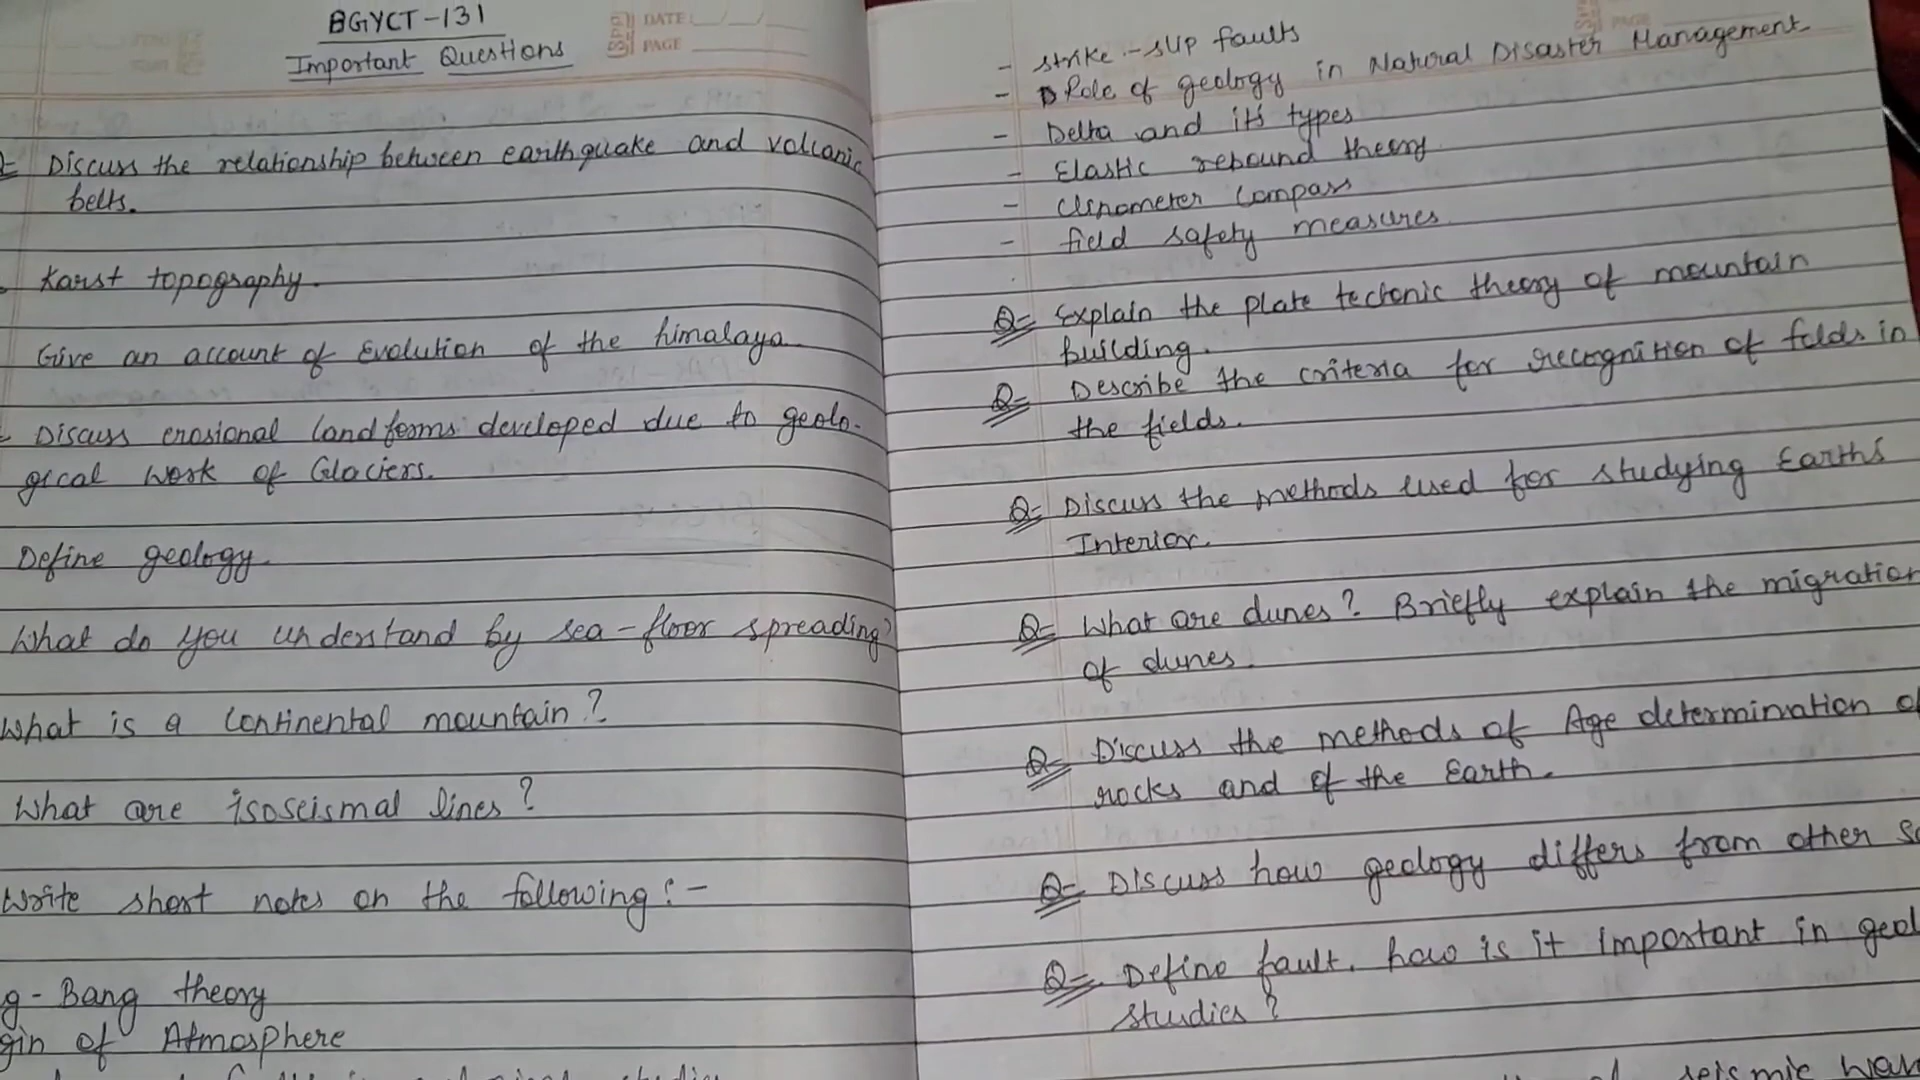 BGYCT-131
Important Questions
DATE:
PAGE
Discuss the relationship between earthquake and volcanic
belts.
Karst topography.
Give an account of Evolution of the himalaya
Discuss erosional landforms developed due to geolo-
gical work of Glaciers.
Define geology.
What do you understand by sea-floor spreading?
What is a continental mountain?
What are isoseismal lines?
Write short notes on the following:-
g-Bang theory
gin of Atmosphere
PAGE
- strike-slip faults
- Role of geology in Natural Disaster Management
- Delta and it's types
- Elastic rebound theory
- Clinometer Compass
- field safety measures
Q= Explain the plate tectonic theory of mountain
building.
Q= Describe the criteria for recognition of folds in
the fields.
Q= Discuss the methods used for studying Earth's
Interior.
Q= What are dunes? Briefly explain the migration
of dunes.
Q= Discuss the methods of Age determination of
rocks and of the Earth.
Q= Discuss how geology differs from other sc
Q= Define fault. how is it important in geol
studies?
seismic wav